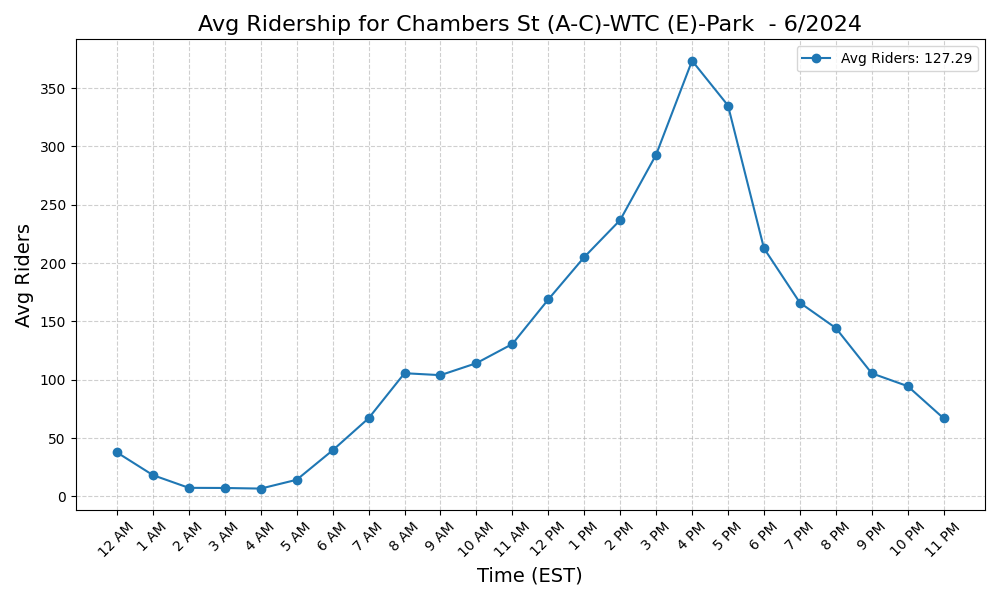 Avg Ridership for Chambers St (A-C)-WTC (E)-Park  - 6/2024
Avg Riders: 127.29
Avg Riders
350
300
250
200
150
100
50
0
12 AM
1 AM
2 AM
3 AM
4 AM
5 AM
6 AM
7 AM
8 AM
9 AM
10 AM
11 AM
12 PM
1 PM
2 PM
3 PM
4 PM
5 PM
6 PM
7 PM
8 PM
9 PM
10 PM
11 PM
Time (EST)